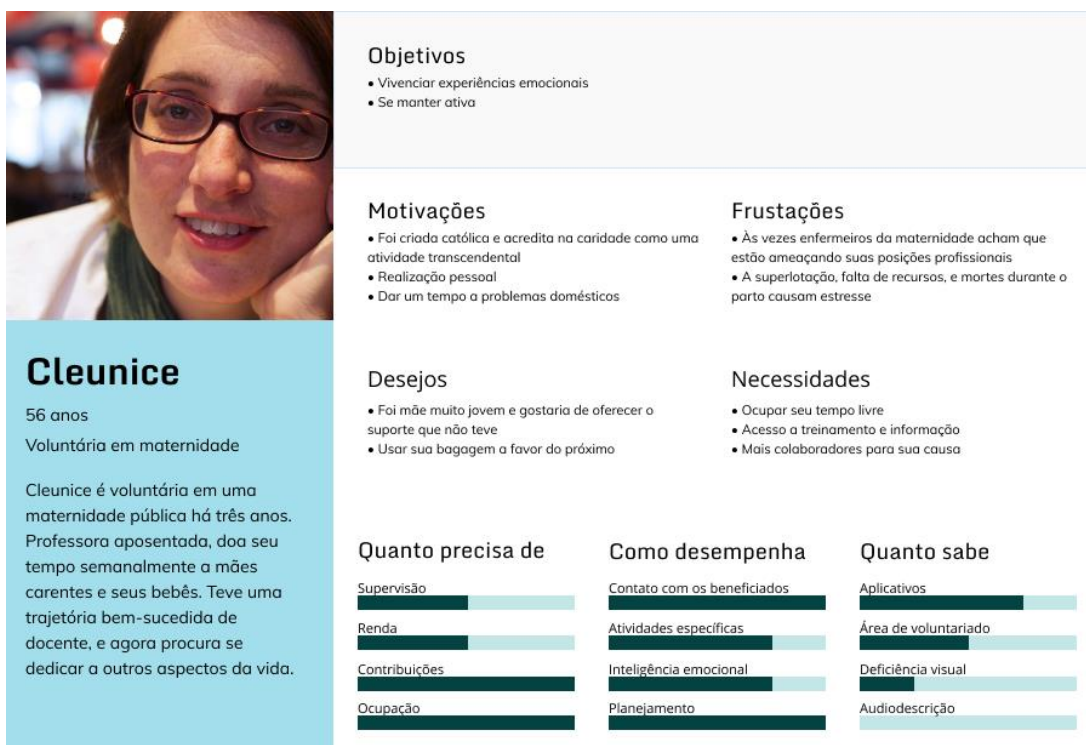 Objetivos
• Vivenciar experiências emocionais
• Se manter ativa
Motivações
• Foi criada católica e acredita na caridade como uma
atividade transcendental
• Realização pessoal
• Dar um tempo a problemas domésticos
Frustações
• Às vezes enfermeiros da maternidade acham que
estão ameaçando suas posições profissionais
• A superlotação, falta de recursos, e mortes durante o
parto causam estresse
Cleunice
56 anos
Voluntária em maternidade
Cleunice é voluntária em uma
maternidade pública há três anos.
Professora aposentada, doa seu
tempo semanalmente a mães
carentes e seus bebês. Teve uma
trajetória bem-sucedida de
docente, e agora procura se
dedicar a outros aspectos da vida.
Desejos
• Foi mãe muito jovem e gostaria de oferecer o
suporte que não teve
• Usar sua bagagem a favor do próximo
Necessidades
• Ocupar seu tempo livre
• Acesso a treinamento e informação
• Mais colaboradores para sua causa
Quanto precisa de
Supervisão
Renda
Contribuições
Ocupação
Como desempenha
Contato com os beneficiados
Atividades específicas
Inteligência emocional
Planejamento
Quanto sabe
Aplicativos
Área de voluntariado
Deficiência visual
Audiodescrição